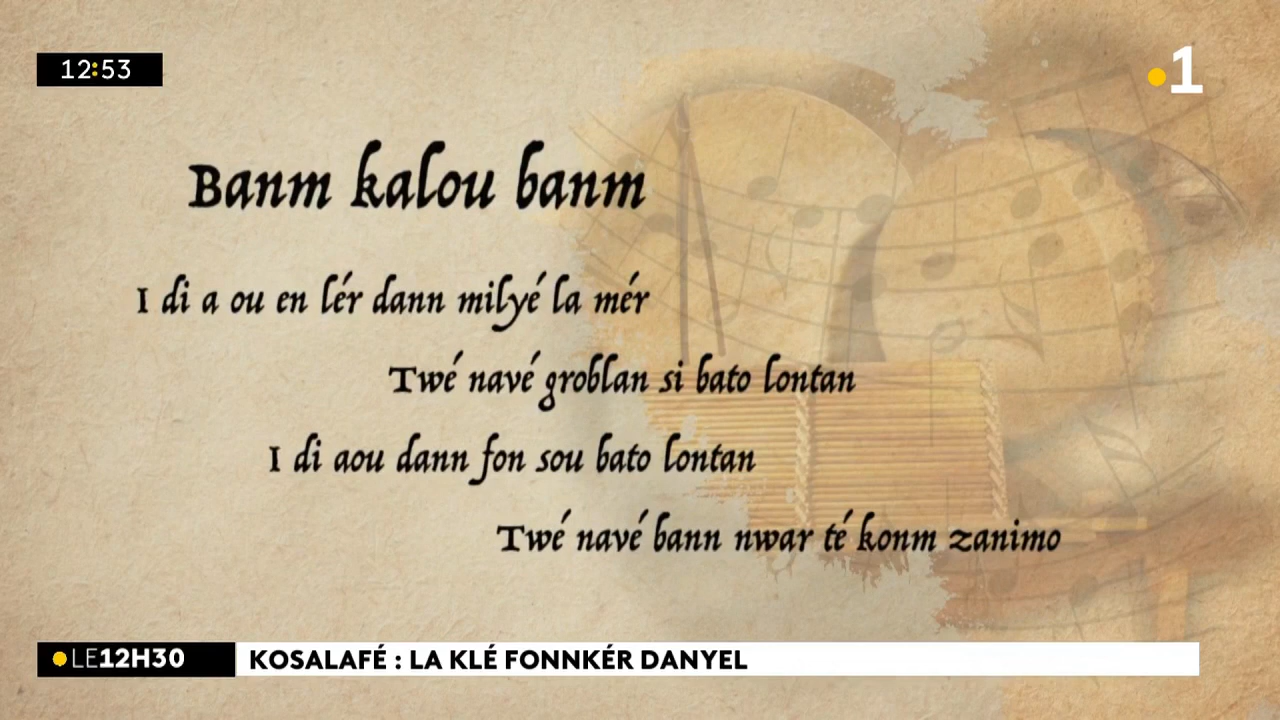 12:53
1
Banm kalou banm
I di a ou en lér dann milyé la mér
Twé navé groblan si bato lontan
I di aou dann fon sou bato lontan
Twé navé bann nwar té konm zanimo
LE12H30
KOSALAFÉ : LA KLÉ FONNKÉR DANYEL